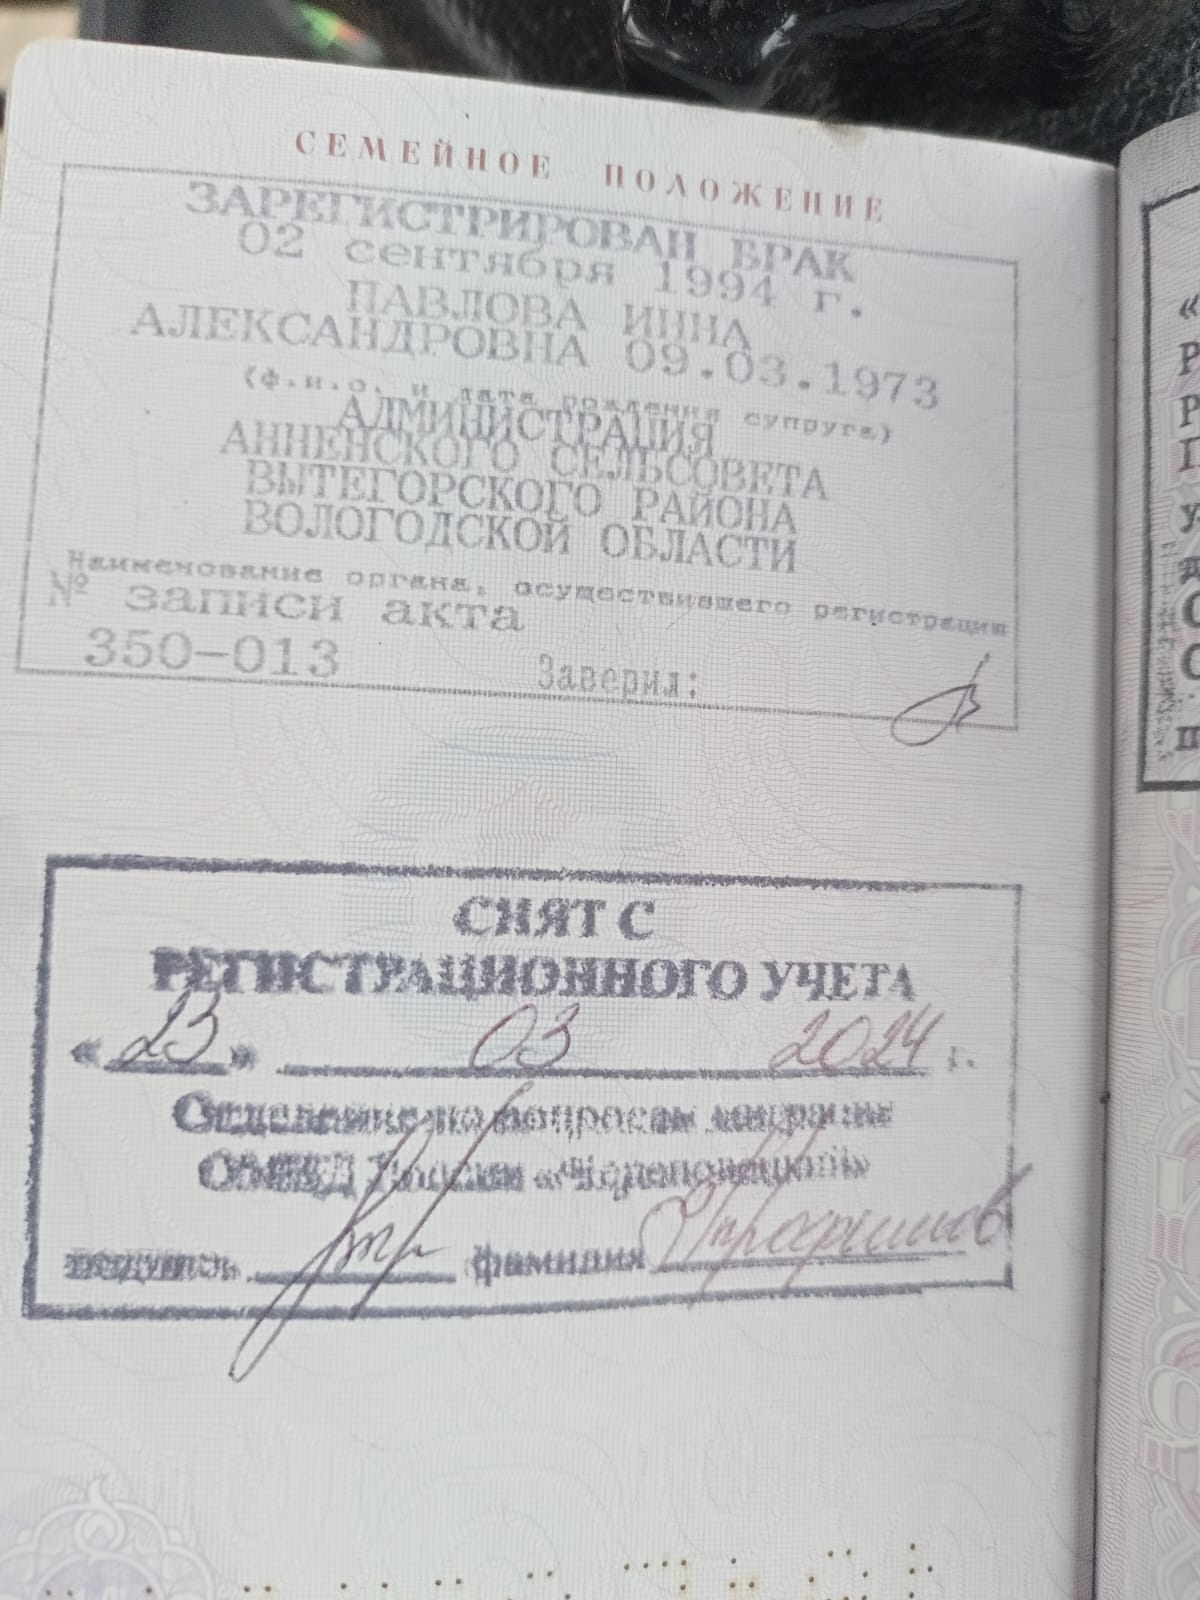 СЕМЕЙНОЕ ПОЛОЖЕНИЕ
ЗАРЕГИСТРИРОВАН БРАК
02 сентября 1994 г.
ПАВЛОВА ИННА
АЛЕКСАНДРОВНА 09.03.1973
(ф.и.о. и дата рождения супруга)
АДМИНИСТРАЦИЯ
АННЕНСКОГО СЕЛЬСОВЕТА
ВЫТЕГОРСКОГО РАЙОНА
ВОЛОГОДСКОЙ ОБЛАСТИ
Наименование органа, осуществившего регистрацию
№ записи акта
350-013 Заверил:
СНЯТ С
РЕГИСТРАЦИОННОГО УЧЕТА
«23» 03 2024 г.
Отделение по вопросам миграции
ОМВД России «Череповецкий»
подпись фамилия